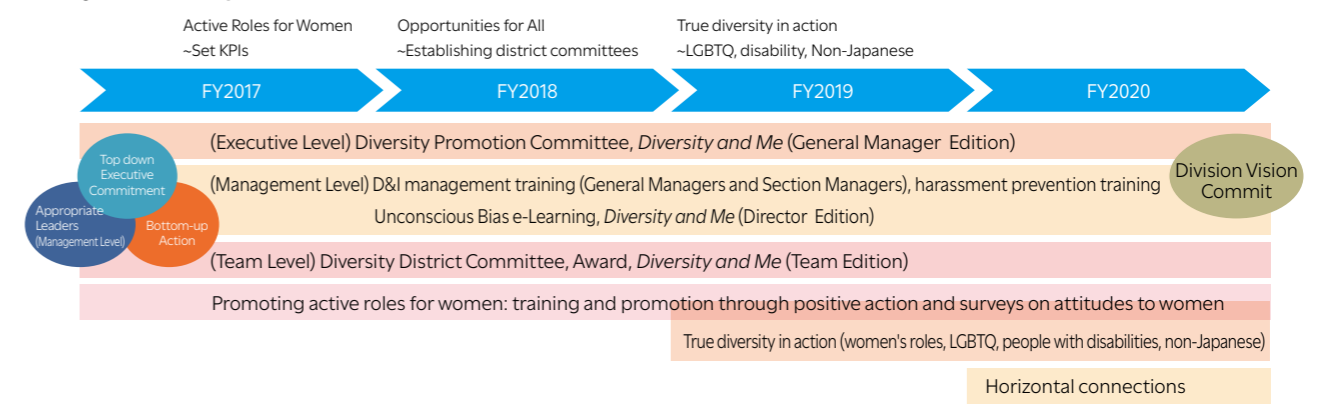 Active Roles for Women
~Set KPIs
Opportunities for All
~Establishing district committees
True diversity in action
~LGBTQ, disability, Non-Japanese
FY2017
FY2018
FY2019
FY2020
(Executive Level) Diversity Promotion Committee, Diversity and Me (General Manager Edition)
Top down
Executive
Commitment
Appropriate
Leaders
(Management Level)
Bottom-up
Action
(Management Level) D&I management training (General Managers and Section Managers), harassment prevention training
Unconscious Bias e-Learning, Diversity and Me (Director Edition)
Division Vision
Commit
(Team Level) Diversity District Committee, Award, Diversity and Me (Team Edition)
Promoting active roles for women: training and promotion through positive action and surveys on attitudes to women
True diversity in action (women's roles, LGBTQ, people with disabilities, non-Japanese)
Horizontal connections